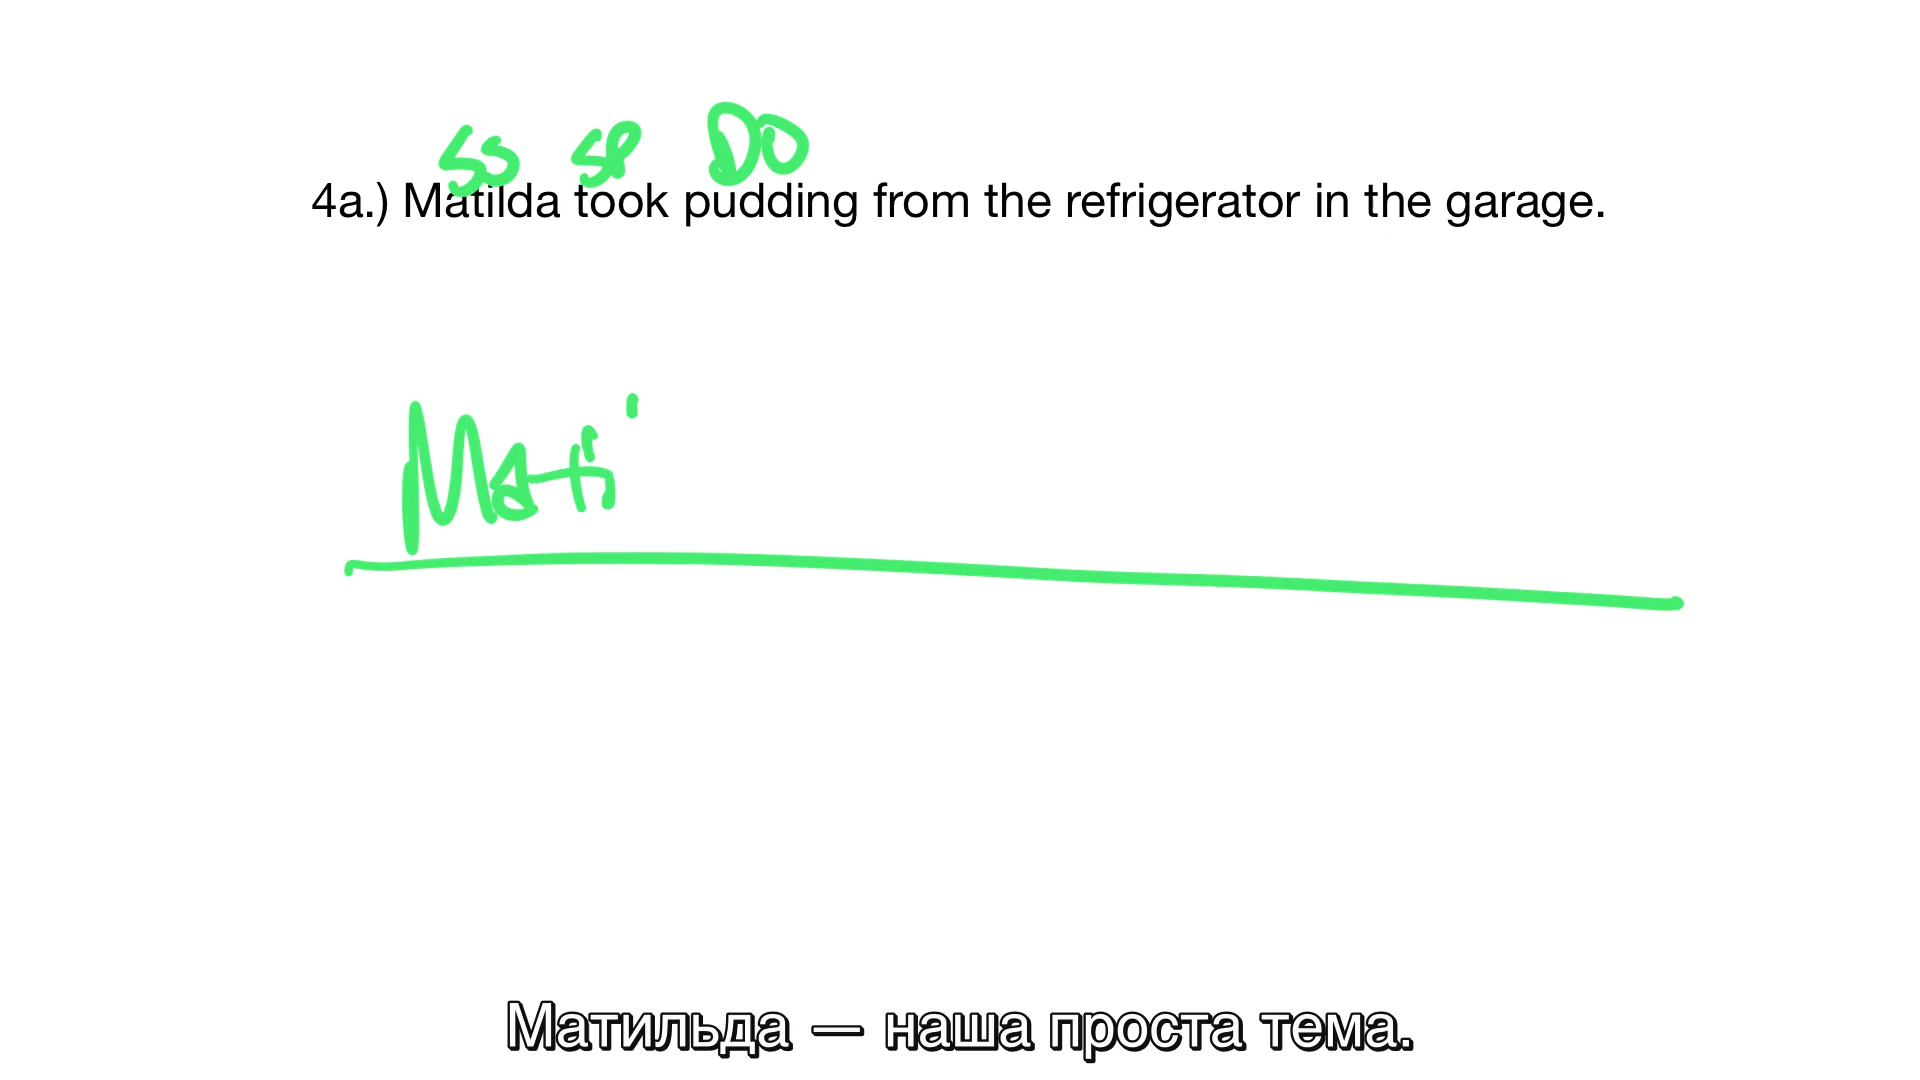 SS SP DO
4a.) Matilda took pudding from the refrigerator in the garage.
Mati
Матильда — наша проста тема.